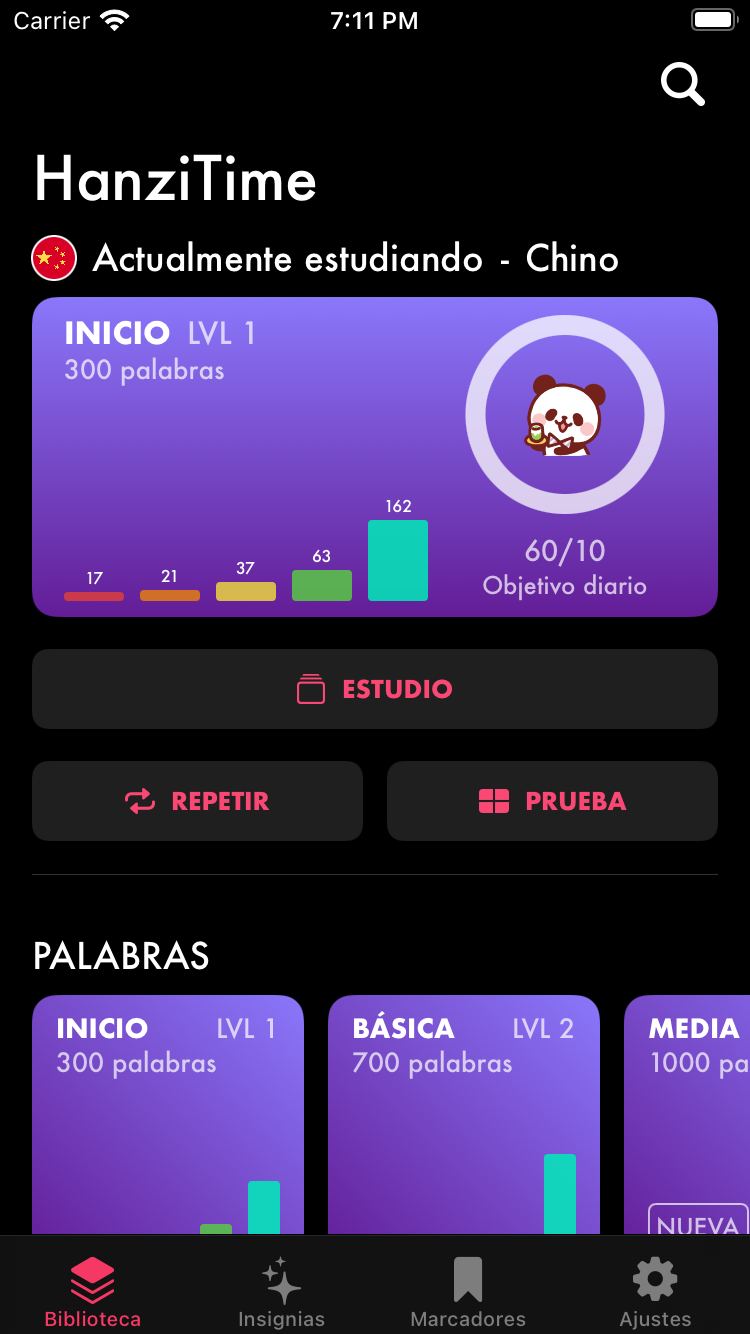 Carrier 7:11 PM
HanziTime
Actualmente estudiando - Chino
INICIO LVL 1
300 palabras
162
63
37
21
17
60/10
Objetivo diario
ESTUDIO
REPETIR PRUEBA
PALABRAS
INICIO LVL 1 BÁSICA LVL 2 MEDIA
300 palabras 700 palabras 1000 pa
NUEVA
Biblioteca Insignias Marcadores Ajustes